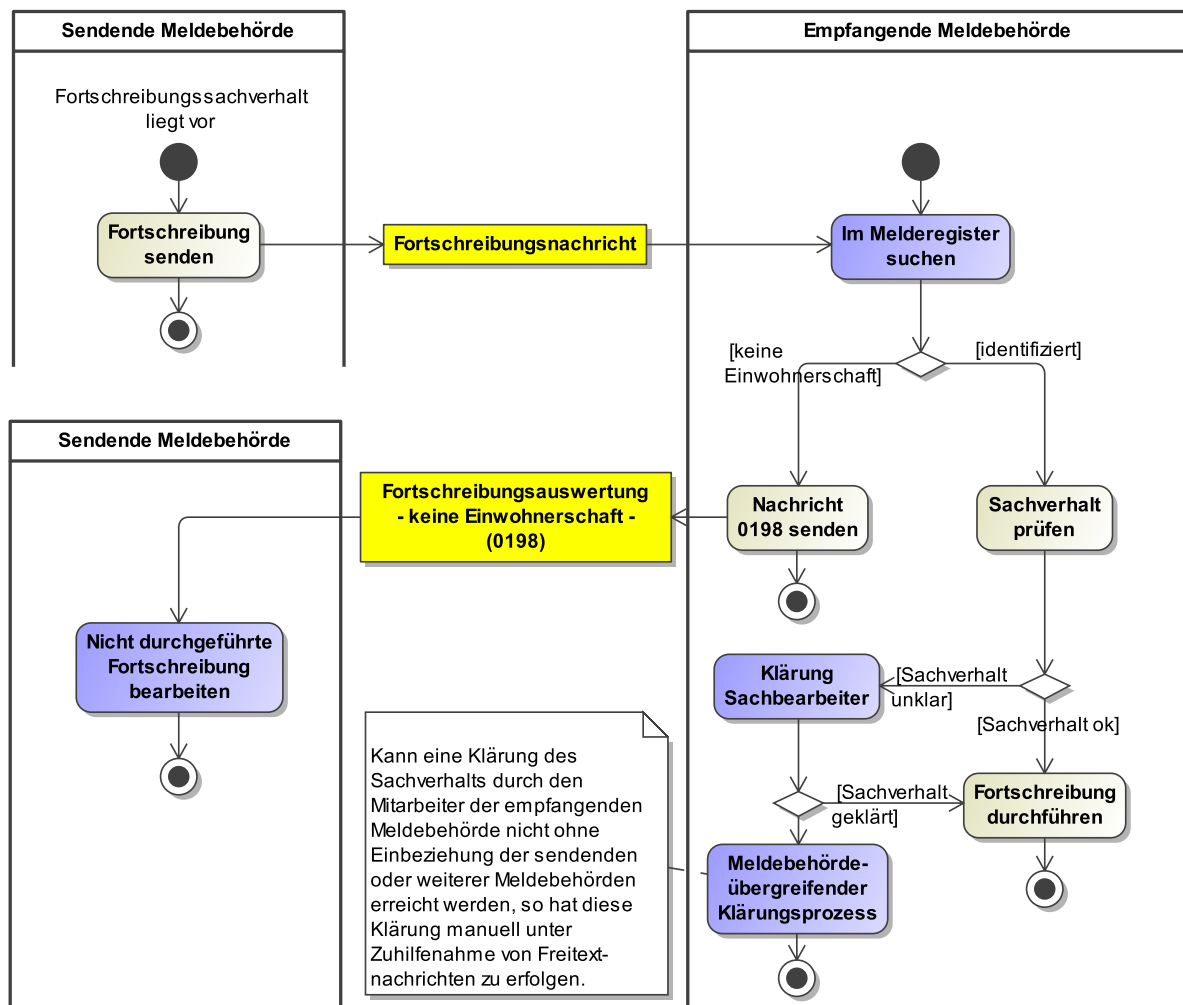 Sendende Meldebehörde
Empfangende Meldebehörde
Fortschreibungssachverhalt
liegt vor
Fortschreibung
senden
Fortschreibungsnachricht
Im Melderegister
suchen
[keine
Einwohnerschaft]
[identifiziert]
Sendende Meldebehörde
Fortschreibungsauswertung
- keine Einwohnerschaft -
(0198)
Nachricht
0198 senden
Sachverhalt
prüfen
Nicht durchgeführte
Fortschreibung
bearbeiten
Klärung
Sachbearbeiter
[Sachverhalt
unklar]
[Sachverhalt ok]
Kann eine Klärung des
Sachverhalts durch den
Mitarbeiter der empfangenden
Meldebehörde nicht ohne
Einbeziehung der sendenden
oder weiterer Meldebehörden
erreicht werden, so hat diese
Klärung manuell unter
Zuhilfenahme von Freitext-
nachrichten zu erfolgen.
[Sachverhalt
geklärt]
Fortschreibung
durchführen
Meldebehörde-
übergreifender
Klärungsprozess